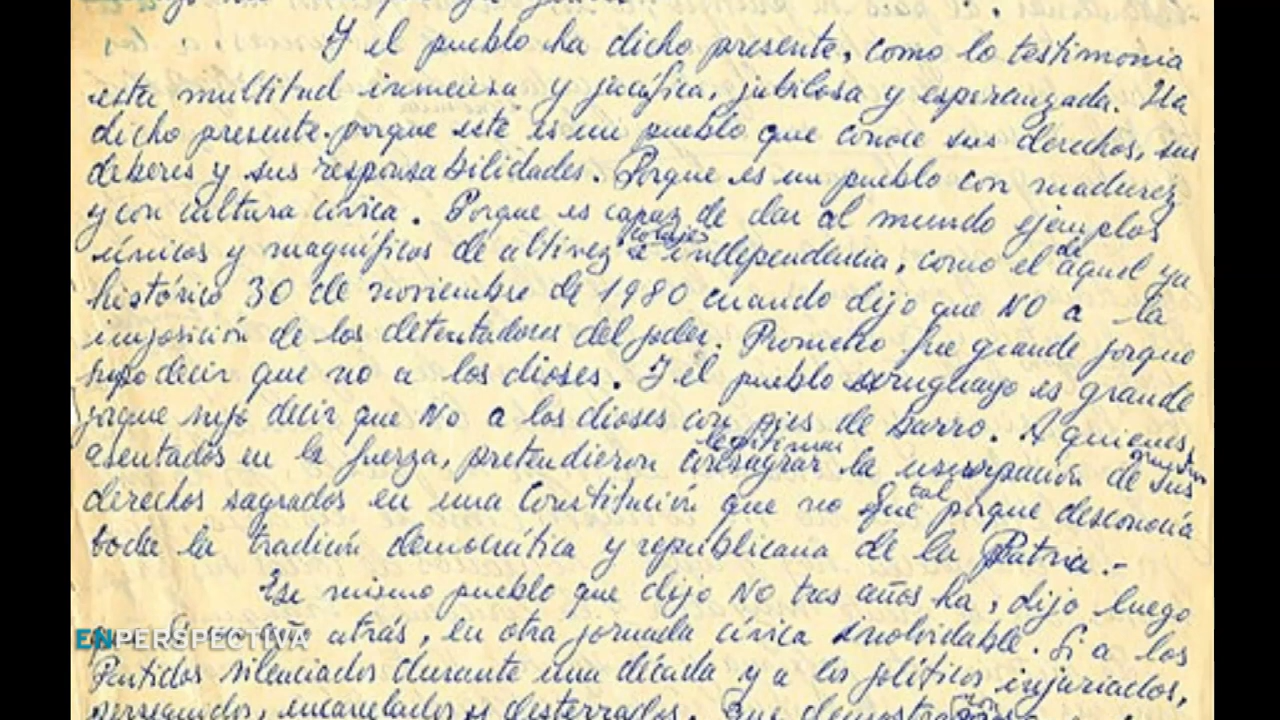 Y el pueblo ha dicho presente, como lo testimonia
esta multitud inmensa y pacífica, jubilosa y esperanzada. Ha
dicho presente porque este es un pueblo que conoce sus derechos, sus
deberes y sus responsabilidades. Porque es un pueblo con madurez
y con cultura cívica. Porque es capaz de dar al mundo ejemplos
únicos y magníficos de altivez coraje e independencia, como el de aquel ya
histórico 30 de noviembre de 1980 cuando dijo que NO a la
imposición de los detentadores del poder. Prometeo fue grande porque
supo decir que no a los dioses. Y el pueblo uruguayo es grande
porque supo decir que NO a los dioses con pies de barro. A quienes,
asentados en la fuerza, pretendieron consagrar legitimar la usurpación de sus nuestros
derechos sagrados en una Constitución que no fue tal porque desconocía
toda la tradición democrática y republicana de la Patria.-
Ese mismo pueblo que dijo NO tres años ha, dijo luego
EN PERSPECTIVA
hace un año atrás, en otra jornada cívica inolvidable. Si a los
Partidos silenciados durante una década y a los políticos injuriados,
perseguidos, encarcelados o desterrados.